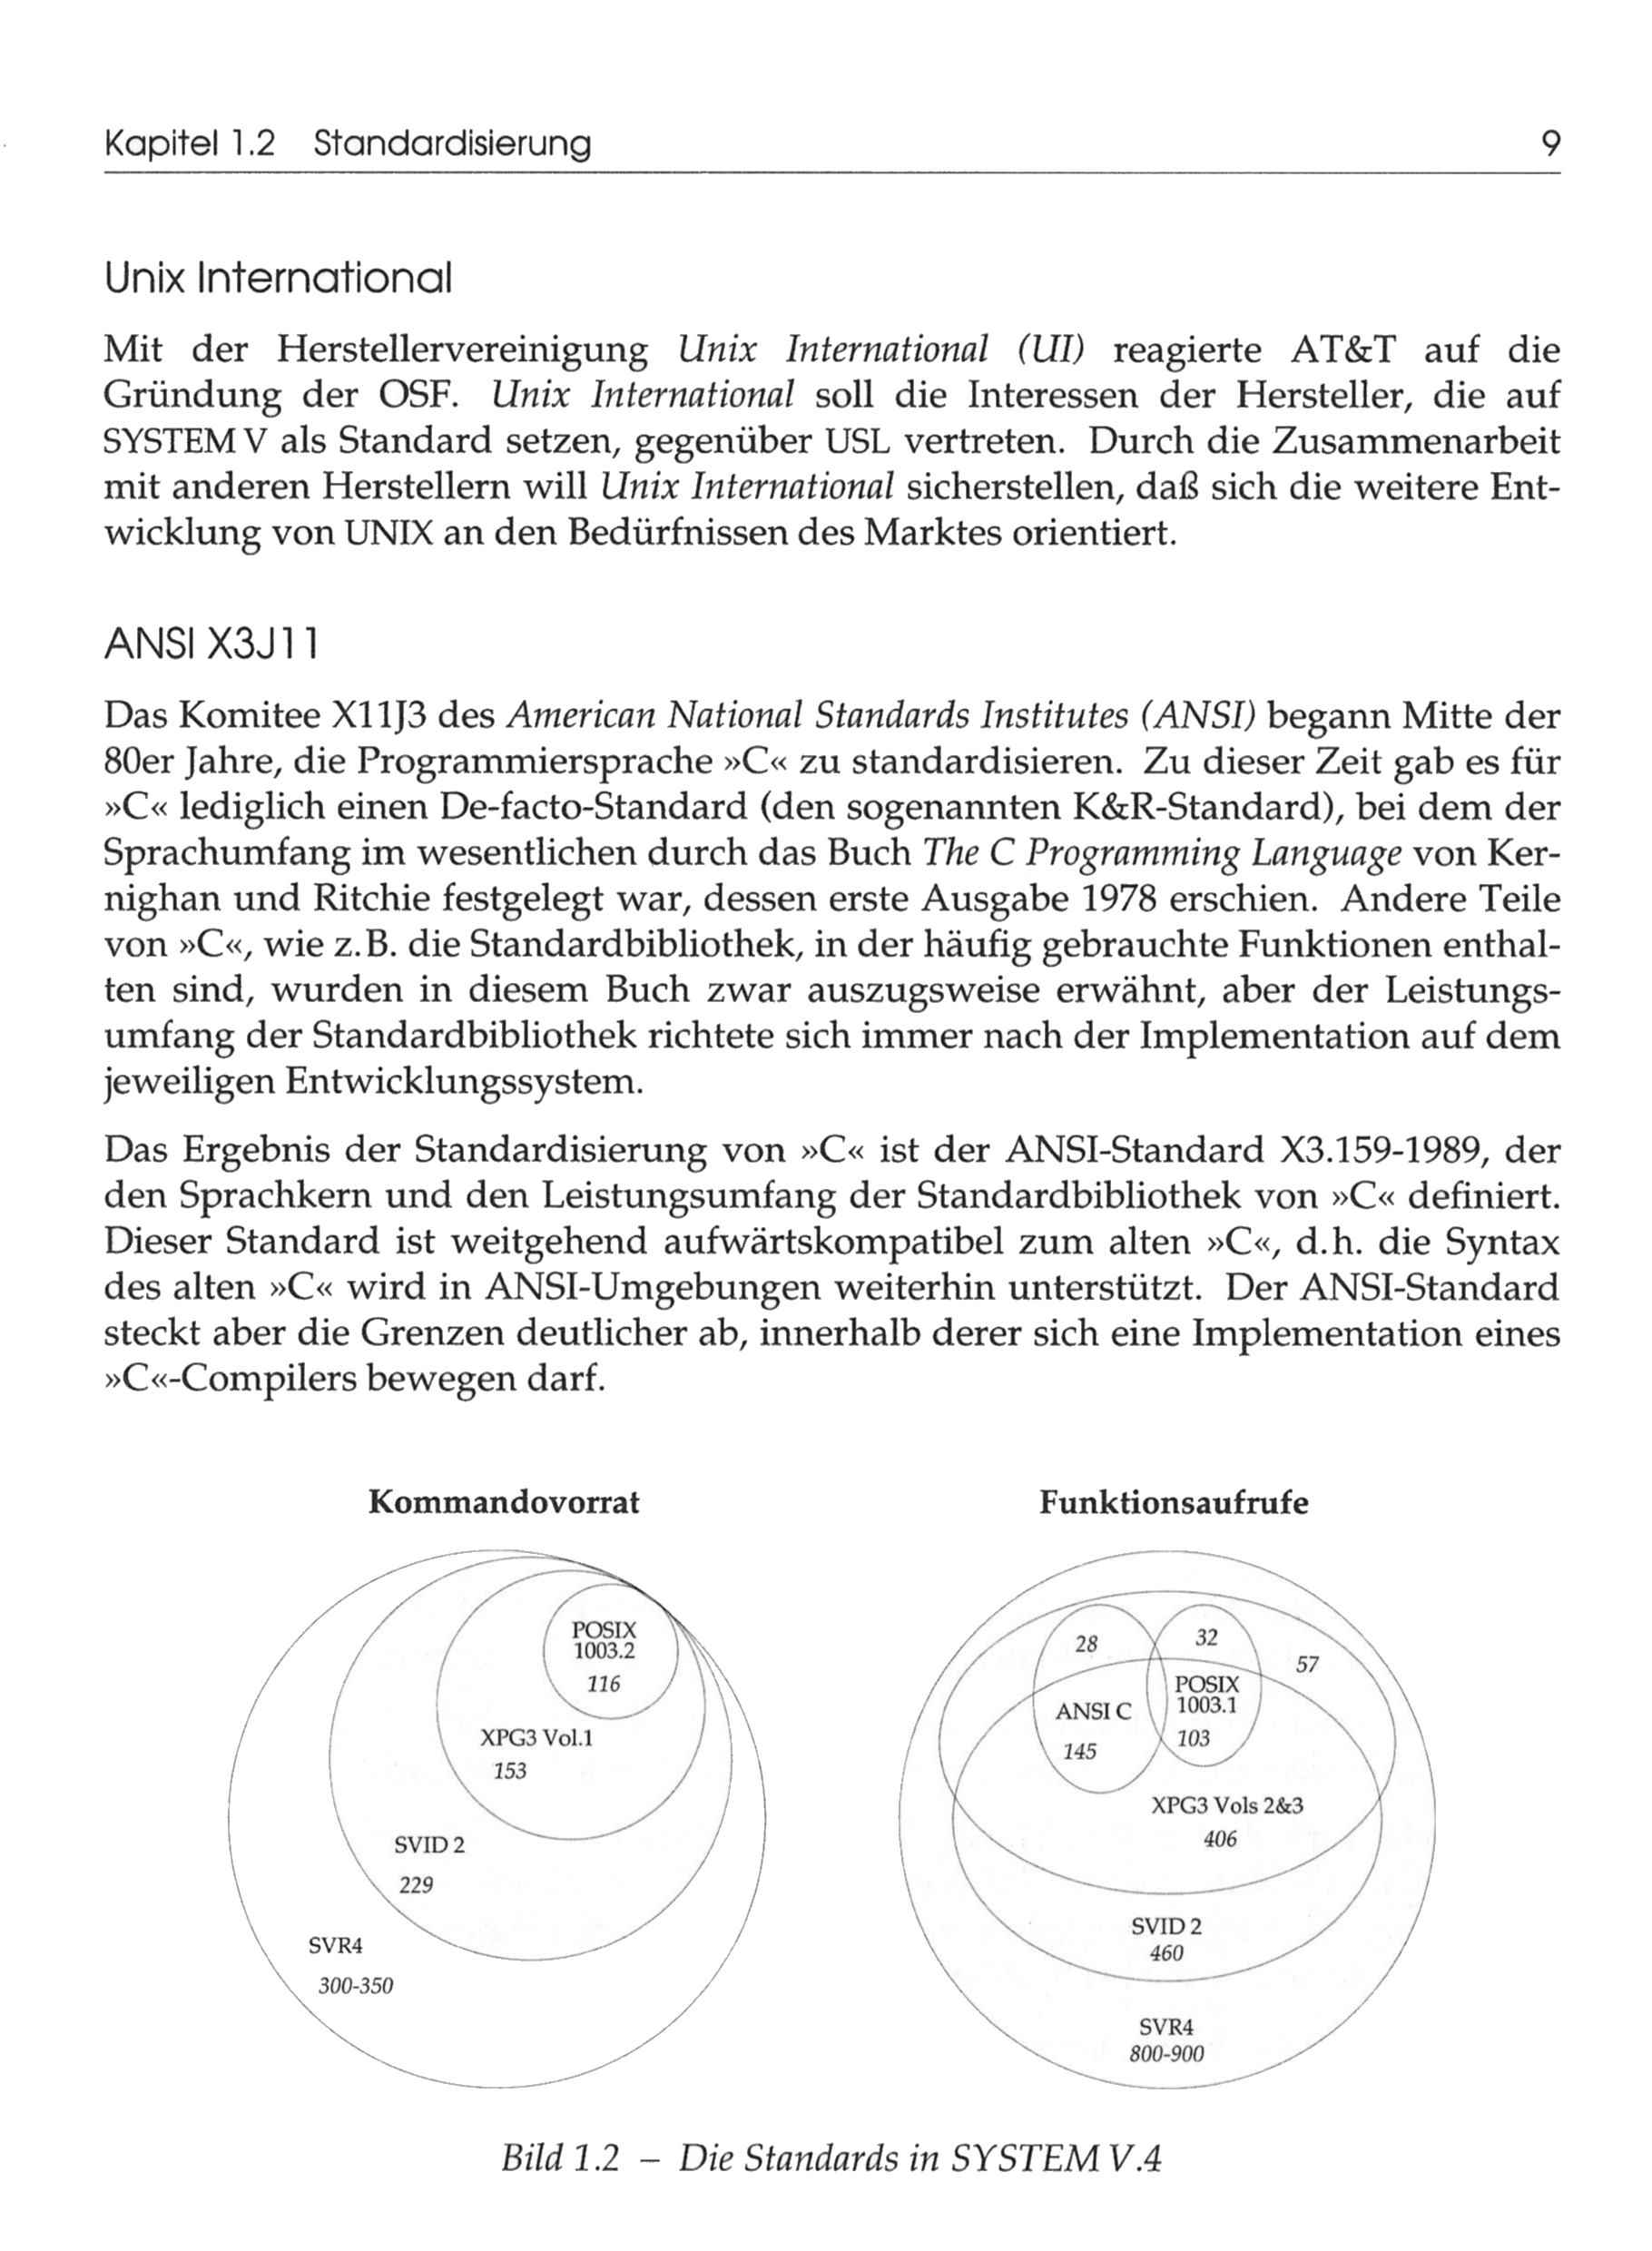 Kapitel 1.2 Standardisierung 9
Unix International
Mit der Herstellervereinigung Unix International (UI) reagierte AT&T auf die
Gründung der OSF. Unix International soll die Interessen der Hersteller, die auf
SYSTEM V als Standard setzen, gegenüber USL vertreten. Durch die Zusammenarbeit
mit anderen Herstellern will Unix International sicherstellen, daß sich die weitere Ent-
wicklung von UNIX an den Bedürfnissen des Marktes orientiert.
ANSI X3J11
Das Komitee X11J3 des American National Standards Institutes (ANSI) begann Mitte der
80er Jahre, die Programmiersprache »C« zu standardisieren. Zu dieser Zeit gab es für
»C« lediglich einen De-facto-Standard (den sogenannten K&R-Standard), bei dem der
Sprachumfang im wesentlichen durch das Buch The C Programming Language von Ker-
nighan und Ritchie festgelegt war, dessen erste Ausgabe 1978 erschien. Andere Teile
von »C«, wie z.B. die Standardbibliothek, in der häufig gebrauchte Funktionen enthal-
ten sind, wurden in diesem Buch zwar auszugsweise erwähnt, aber der Leistungs-
umfang der Standardbibliothek richtete sich immer nach der Implementation auf dem
jeweiligen Entwicklungssystem.
Das Ergebnis der Standardisierung von »C« ist der ANSI-Standard X3.159-1989, der
den Sprachkern und den Leistungsumfang der Standardbibliothek von »C« definiert.
Dieser Standard ist weitgehend aufwärtskompatibel zum alten »C«, d.h. die Syntax
des alten »C« wird in ANSI-Umgebungen weiterhin unterstützt. Der ANSI-Standard
steckt aber die Grenzen deutlicher ab, innerhalb derer sich eine Implementation eines
»C«-Compilers bewegen darf.
Kommandovorrat
POSIX
1003.2
116
XPG3 Vol.1
153
SVID 2
229
SVR4
300-350
Funktionsaufrufe
28
32
57
ANSI C
145
POSIX
1003.1
103
XPG3 Vols 2&3
406
SVID 2
460
SVR4
800-900
Bild 1.2 – Die Standards in SYSTEM V.4